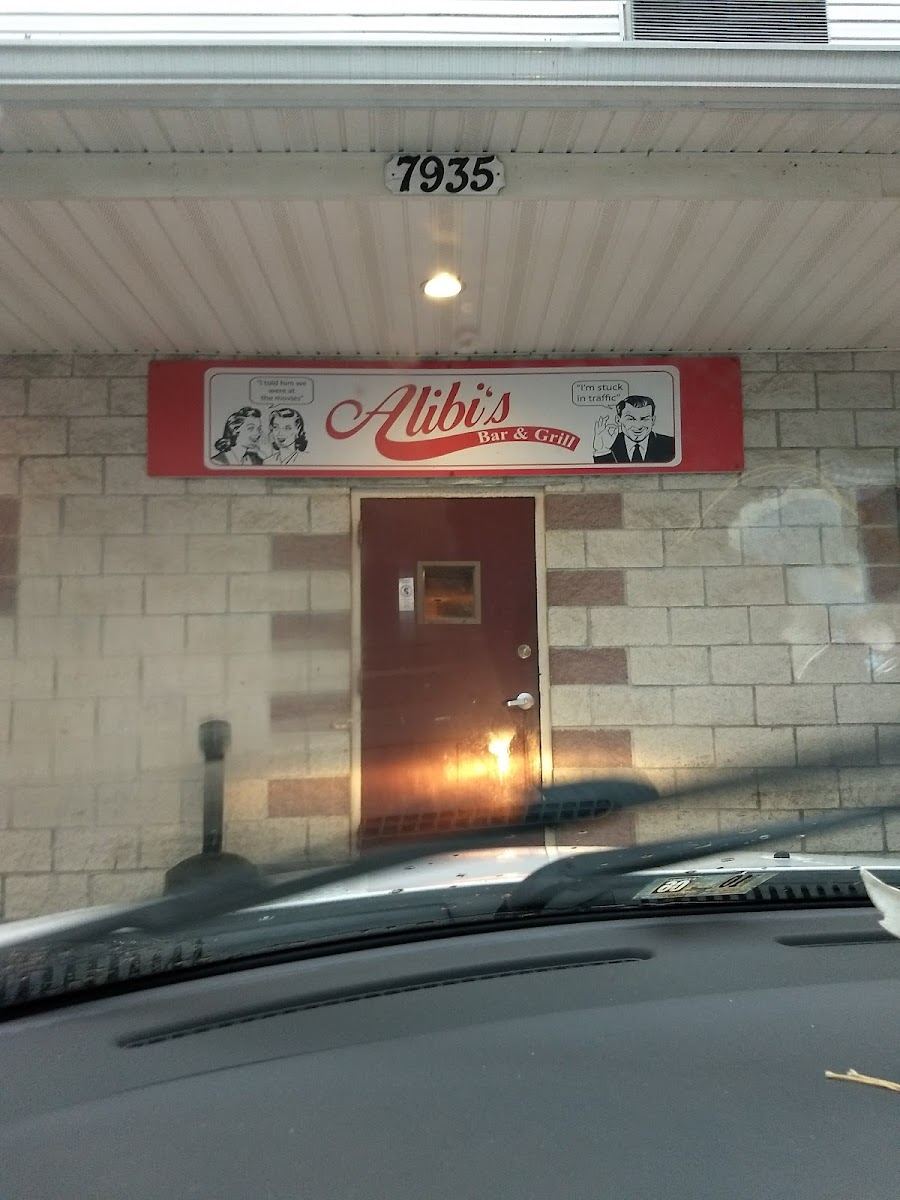 7935
"I told him we
were at
the movies"
Alibi's
Bar & Grill
"I'm stuck
in traffic"